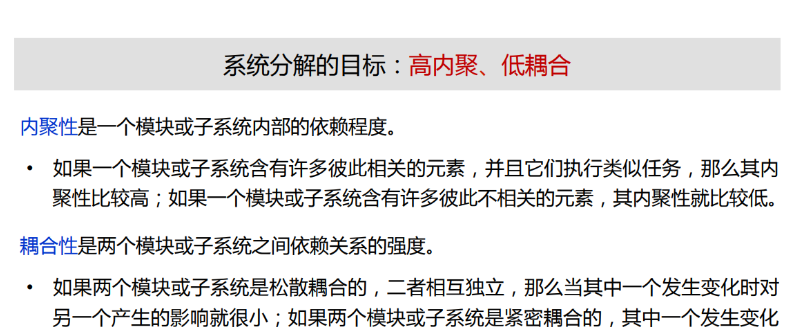 系统分解的目标：高内聚、低耦合
内聚性是一个模块或子系统内部的依赖程度。
• 如果一个模块或子系统含有许多彼此相关的元素，并且它们执行类似任务，那么其内
聚性比较高；如果一个模块或子系统含有许多彼此不相关的元素，其内聚性就比较低。
耦合性是两个模块或子系统之间依赖关系的强度。
• 如果两个模块或子系统是松散耦合的，二者相互独立，那么当其中一个发生变化时对
另一个产生的影响就很小；如果两个模块或子系统是紧密耦合的，其中一个发生变化